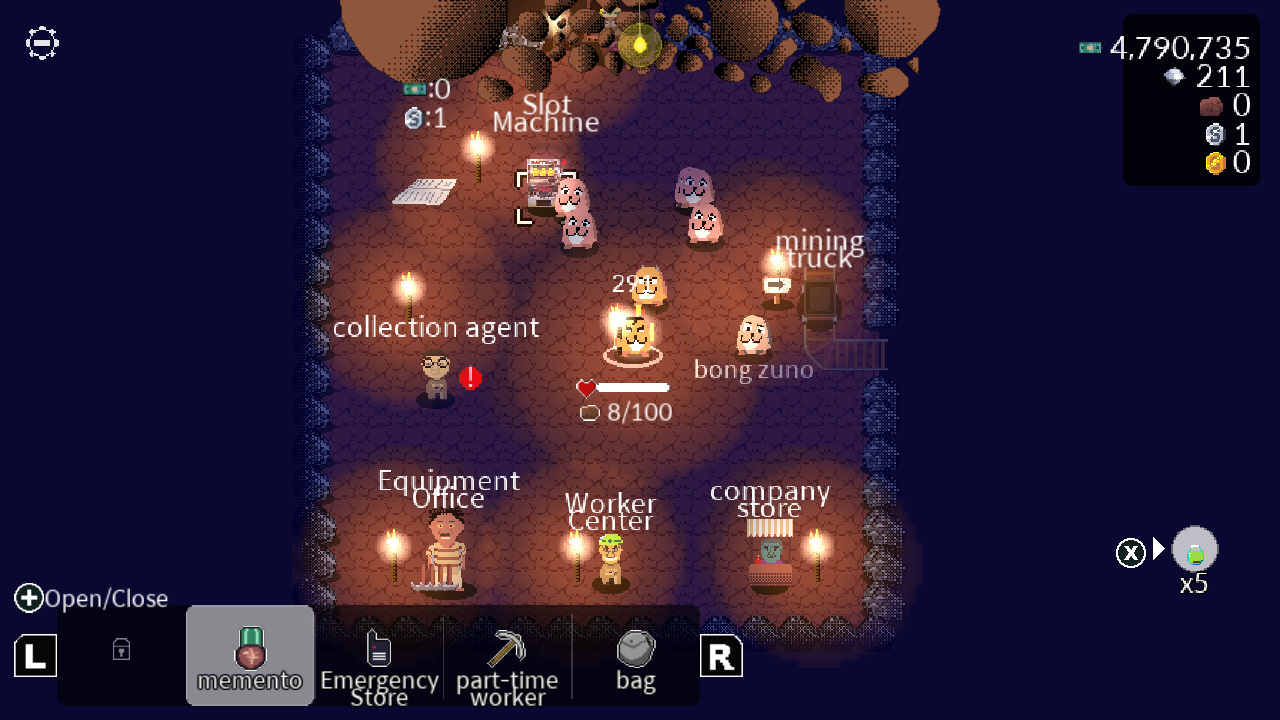 4,790,735
211
0
1
0
:0
:1
Slot
Machine
mining
truck
collection agent
!
bong zuno
8/100
Equipment
Office
Worker
Center
company
store
X
x5
Open/Close
L
memento
Emergency
Store
part-time
worker
bag
R